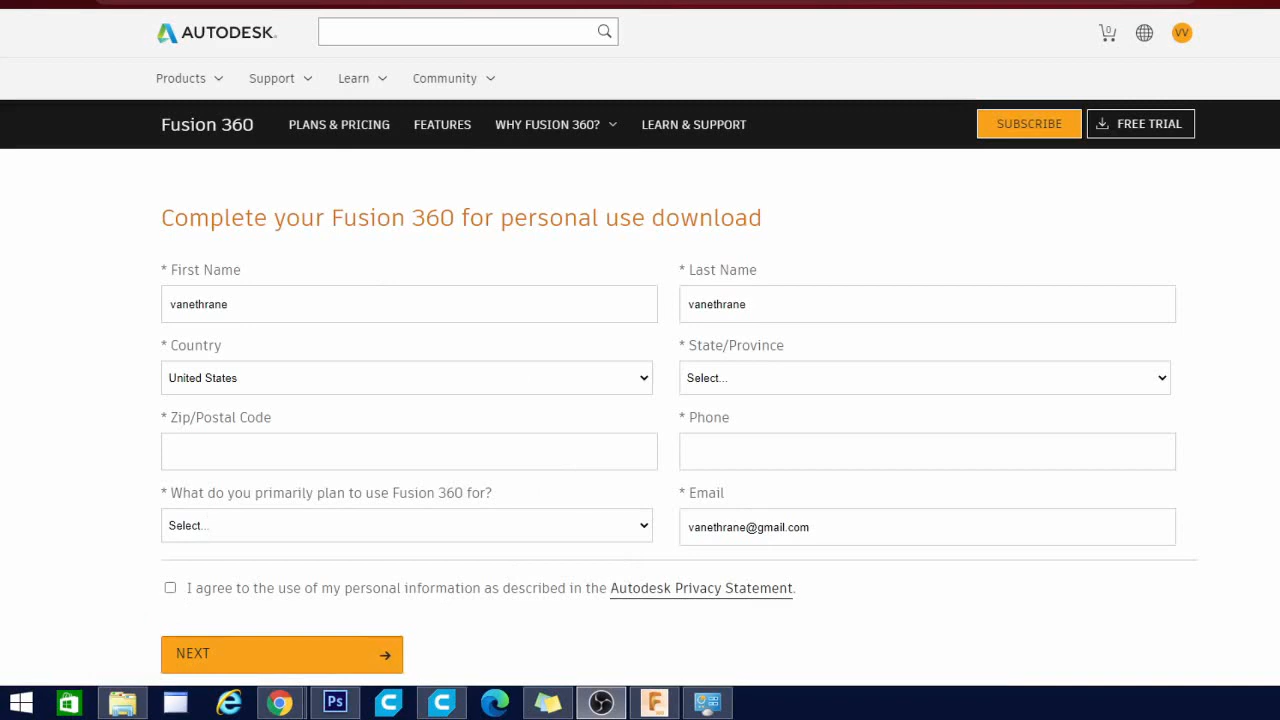 AUTODESK.
0
VV
Products Support Learn Community
Fusion 360 PLANS & PRICING FEATURES WHY FUSION 360? LEARN & SUPPORT SUBSCRIBE FREE TRIAL
Complete your Fusion 360 for personal use download
* First Name * Last Name
vanethrane vanethrane
* Country * State/Province
United States Select...
* Zip/Postal Code * Phone
* What do you primarily plan to use Fusion 360 for? * Email
Select... vanethrane@gmail.com
I agree to the use of my personal information as described in the Autodesk Privacy Statement.
NEXT
Ps